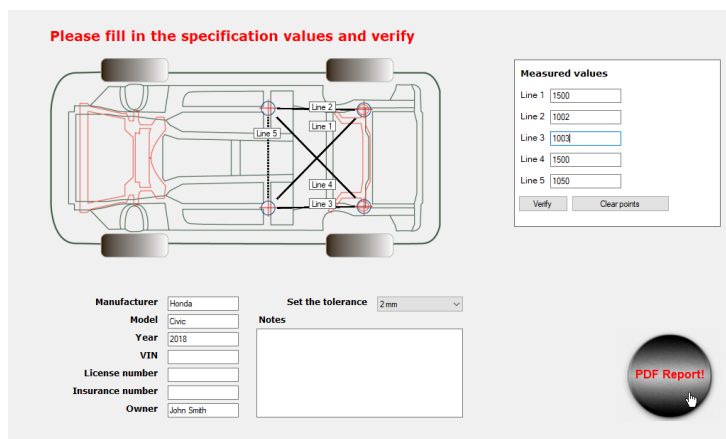 Please fill in the specification values and verify
Measured values
Line 1 1500
Line 2 1002
Line 3 1003
Line 4 1500
Line 5 1050
Verify Clear points
Line 2
Line 1
Line 5
Line 4
Line 3
Manufacturer Honda
Model Civic
Year 2018
VIN
License number
Insurance number
Owner John Smith
Set the tolerance 2 mm
Notes
PDF Report!